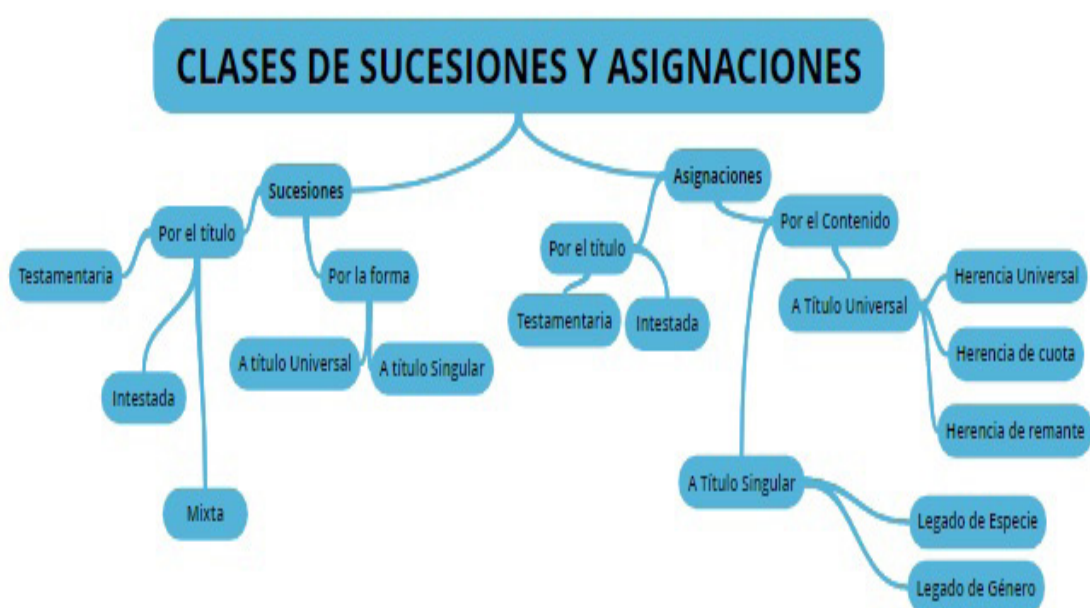 CLASES DE SUCESIONES Y ASIGNACIONES
Sucesiones
Por el título
Testamentaria
Intestada
Mixta
Por la forma
A título Universal
A título Singular
Asignaciones
Por el título
Testamentaria
Intestada
Por el Contenido
A Título Universal
Herencia Universal
Herencia de cuota
Herencia de remante
A Título Singular
Legado de Especie
Legado de Género